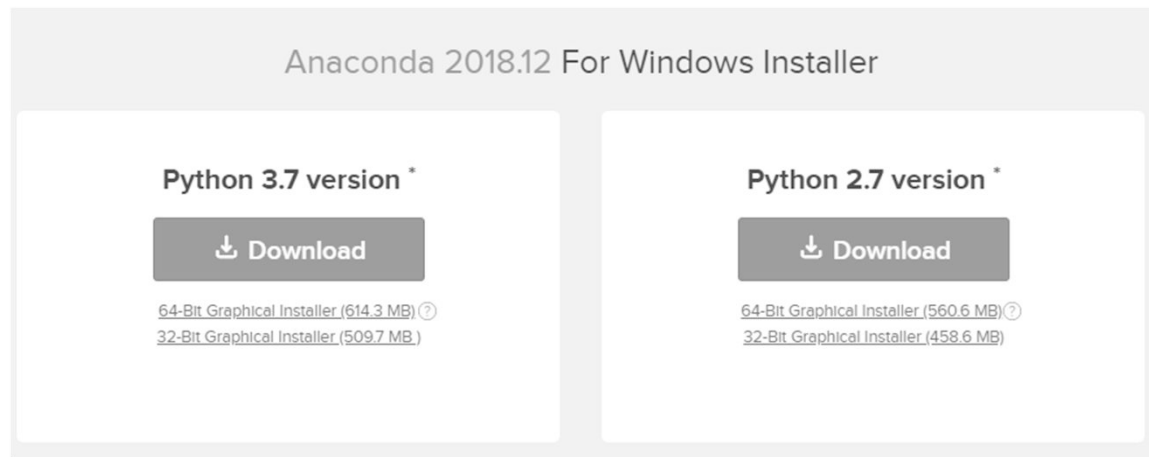 Anaconda 2018.12 For Windows Installer
Python 3.7 version *
Download
64-Bit Graphical Installer (614.3 MB) ?
32-Bit Graphical Installer (509.7 MB )
Python 2.7 version *
Download
64-Bit Graphical Installer (560.6 MB) ?
32-Bit Graphical Installer (458.6 MB)